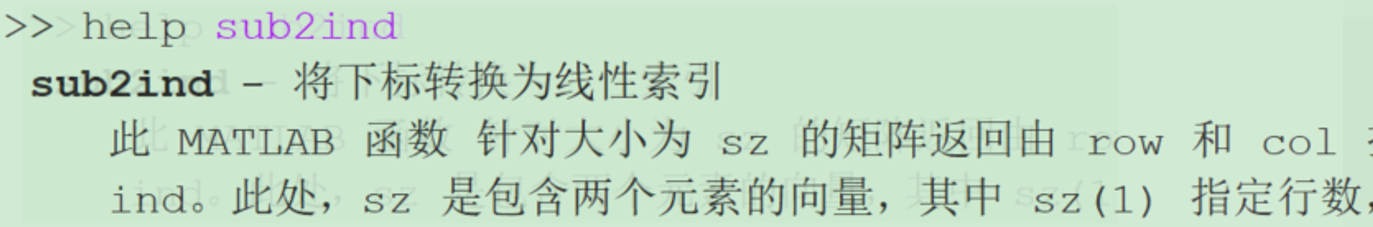 >> help sub2ind
sub2ind - 将下标转换为线性索引
此 MATLAB 函数 针对大小为 sz 的矩阵返回由 row 和 col
ind。此处，sz 是包含两个元素的向量，其中 sz(1) 指定行数，